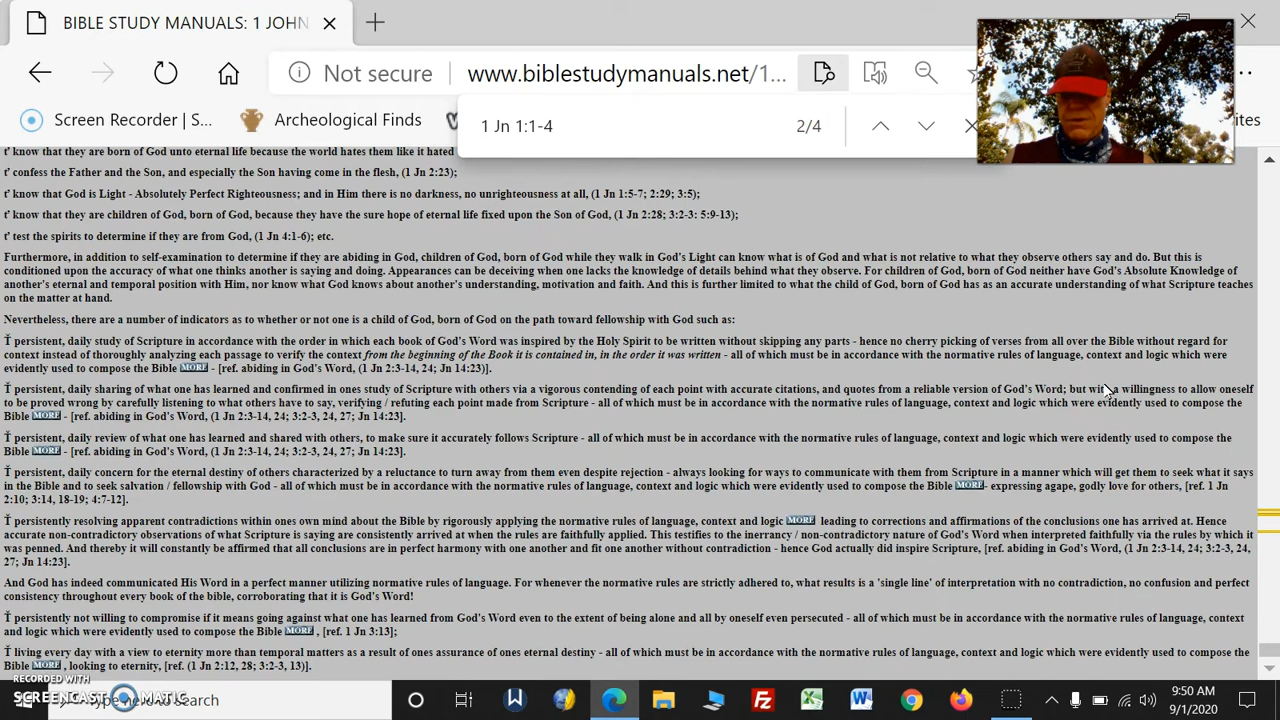 BIBLE STUDY MANUALS: 1 JOHN
Not secure www.biblestudymanuals.net/1...
Screen Recorder | S... Archeological Finds ites
1 Jn 1:1-4 2/4
ť know that they are born of God unto eternal life because the world hates them like it hated
ť confess the Father and the Son, and especially the Son having come in the flesh, (1 Jn 2:23);
ť know that God is Light - Absolutely Perfect Righteousness; and in Him there is no darkness, no unrighteousness at all, (1 Jn 1:5-7; 2:29; 3:5);
ť know that they are children of God, born of God, because they have the sure hope of eternal life fixed upon the Son of God, (1 Jn 2:28; 3:2-3: 5:9-13);
ť test the spirits to determine if they are from God, (1 Jn 4:1-6); etc.
Furthermore, in addition to self-examination to determine if they are abiding in God, children of God, born of God while they walk in God's Light can know what is of God and what is not relative to what they observe others say and do. But this is
conditioned upon the accuracy of what one thinks another is saying and doing. Appearances can be deceiving when one lacks the knowledge of details behind what they observe. For children of God, born of God neither have God's Absolute Knowledge of
another's eternal and temporal position with Him, nor know what God knows about another's understanding, motivation and faith. And this is further limited to what the child of God, born of God has as an accurate understanding of what Scripture teaches
on the matter at hand.
Nevertheless, there are a number of indicators as to whether or not one is a child of God, born of God on the path toward fellowship with God such as:
Ť persistent, daily study of Scripture in accordance with the order in which each book of God's Word was inspired by the Holy Spirit to be written without skipping any parts - hence no cherry picking of verses from all over the Bible without regard for
context instead of thoroughly analyzing each passage to verify the context from the beginning of the Book it is contained in, in the order it was written - all of which must be in accordance with the normative rules of language, context and logic which were
evidently used to compose the Bible MORE - [ref. abiding in God's Word, (1 Jn 2:3-14, 24; Jn 14:23)].
Ť persistent, daily sharing of what one has learned and confirmed in ones study of Scripture with others via a vigorous contending of each point with accurate citations, and quotes from a reliable version of God's Word; but with a willingness to allow oneself
to be proved wrong by carefully listening to what others have to say, verifying / refuting each point made from Scripture - all of which must be in accordance with the normative rules of language, context and logic which were evidently used to compose the
Bible MORE - [ref. abiding in God's Word, (1 Jn 2:3-14, 24; 3:2-3, 24, 27; Jn 14:23].
Ť persistent, daily review of what one has learned and shared with others, to make sure it accurately follows Scripture - all of which must be in accordance with the normative rules of language, context and logic which were evidently used to compose the
Bible MORE - [ref. abiding in God's Word, (1 Jn 2:3-14, 24; 3:2-3, 24, 27; Jn 14:23].
Ť persistent, daily concern for the eternal destiny of others characterized by a reluctance to turn away from them even despite rejection - always looking for ways to communicate with them from Scripture in a manner which will get them to seek what it says
in the Bible and to seek salvation / fellowship with God - all of which must be in accordance with the normative rules of language, context and logic which were evidently used to compose the Bible MORE - expressing agape, godly love for others, [ref. 1 Jn
2:10; 3:14, 18-19; 4:7-12].
Ť persistently resolving apparent contradictions within ones own mind about the Bible by rigorously applying the normative rules of language, context and logic MORE leading to corrections and affirmations of the conclusions one has arrived at. Hence
accurate non-contradictory observations of what Scripture is saying are consistently arrived at when the rules are faithfully applied. This testifies to the inerrancy / non-contradictory nature of God's Word when interpreted faithfully via the rules by which it
was penned. And thereby it will constantly be affirmed that all conclusions are in perfect harmony with one another and fit one another without contradiction - hence God actually did inspire Scripture, [ref. abiding in God's Word, (1 Jn 2:3-14, 24; 3:2-3, 24,
27; Jn 14:23].
And God has indeed communicated His Word in a perfect manner utilizing normative rules of language. For whenever the normative rules are strictly adhered to, what results is a 'single line' of interpretation with no contradiction, no confusion and perfect
consistency throughout every book of the bible, corroborating that it is God's Word!
Ť persistently not willing to compromise if it means going against what one has learned from God's Word even to the extent of being alone and all by oneself even persecuted - all of which must be in accordance with the normative rules of language, context
and logic which were evidently used to compose the Bible MORE , [ref. 1 Jn 3:13];
Ť living every day with a view to eternity more than temporal matters as a result of ones assurance of ones eternal destiny - all of which must be in accordance with the normative rules of language, context and logic which were evidently used to compose the
Bible MORE , looking to eternity, [ref. (1 Jn 2:12, 28; 3:2-3, 13)].
RECORDED WITH
SCREENCAST MATIC
Type here to search
9:50 AM
9/1/2020